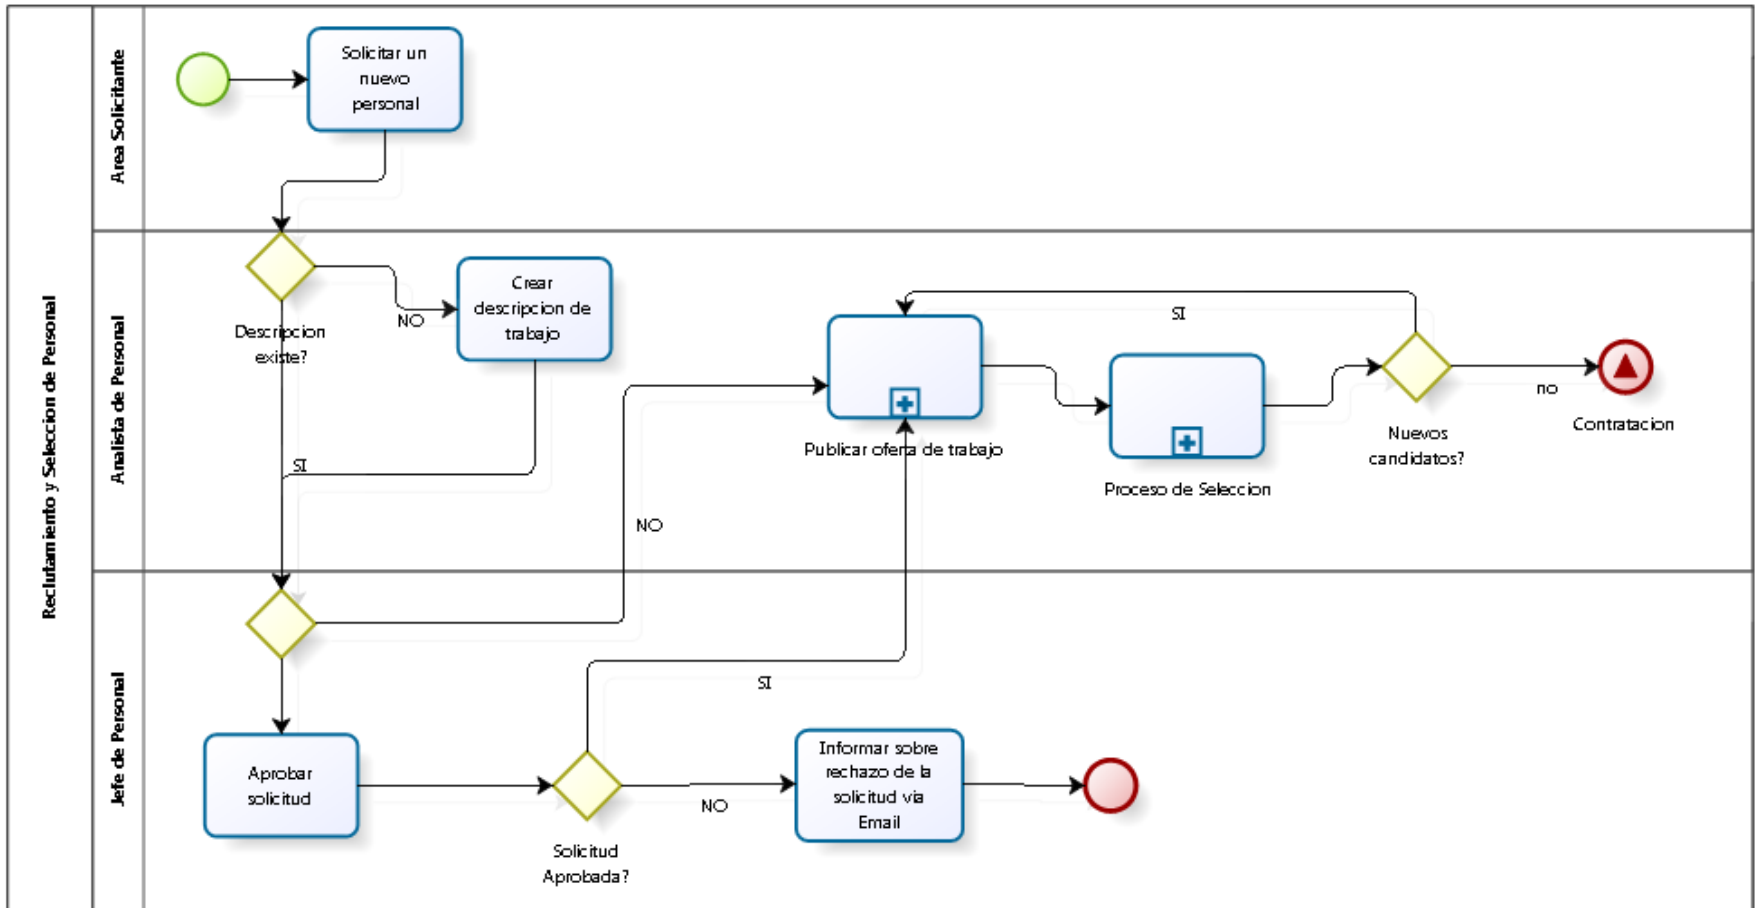 Reclutamiento y Seleccion de Personal
Area Solicitante
Solicitar un
nuevo
personal
Analista de Personal
Descripcion
existe?
NO
Crear
descripcion de
trabajo
SI
NO
Publicar oferta de trabajo
Proceso de Seleccion
SI
Nuevos
candidatos?
no
Contratacion
Jefe de Personal
Aprobar
solicitud
Solicitud
Aprobada?
SI
NO
Informar sobre
rechazo de la
solicitud via
Email